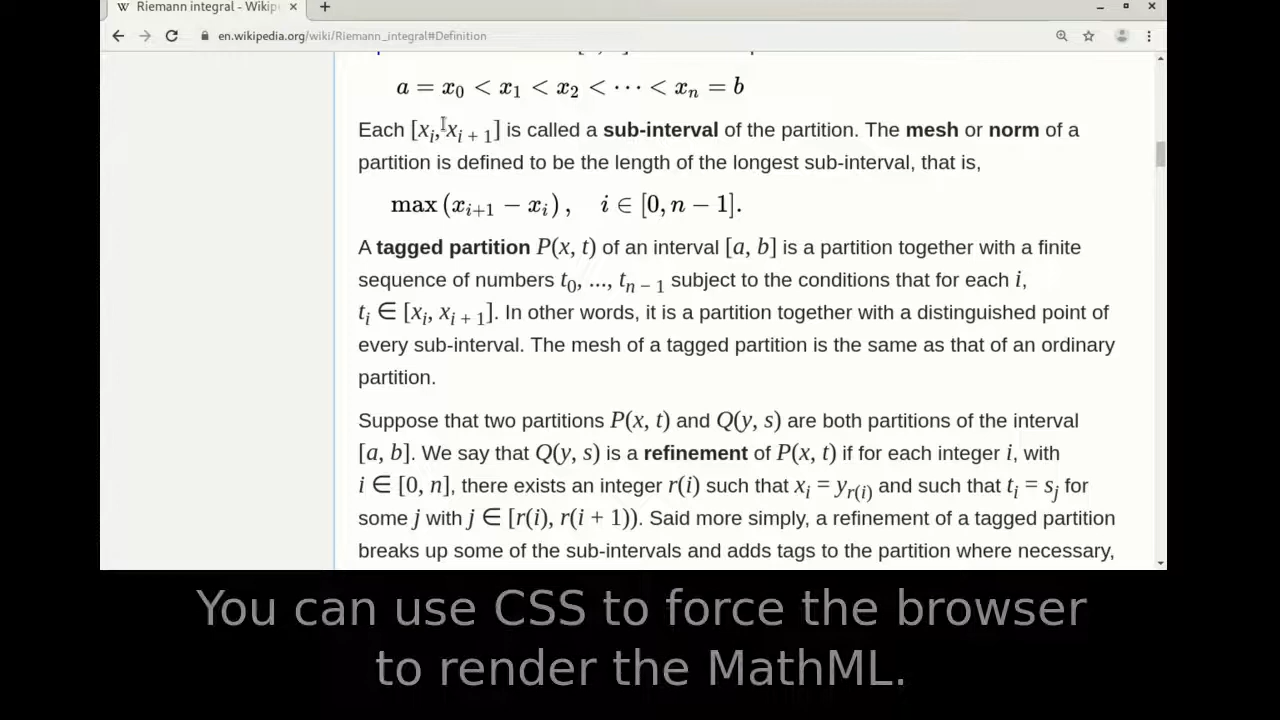 Riemann integral - Wikip
en.wikipedia.org/wiki/Riemann_integral#Definition
a = x₀ < x₁ < x₂ < ⋯ < xₙ = b
Each [xᵢ, xᵢ ₊ ₁] is called a sub-interval of the partition. The mesh or norm of a
partition is defined to be the length of the longest sub-interval, that is,
max (xᵢ₊₁ − xᵢ) ,   i ∈ [0, n − 1].
A tagged partition P(x, t) of an interval [a, b] is a partition together with a finite
sequence of numbers t₀, ..., tₙ ₋ ₁ subject to the conditions that for each i,
tᵢ ∈ [xᵢ, xᵢ ₊ ₁]. In other words, it is a partition together with a distinguished point of
every sub-interval. The mesh of a tagged partition is the same as that of an ordinary
partition.
Suppose that two partitions P(x, t) and Q(y, s) are both partitions of the interval
[a, b]. We say that Q(y, s) is a refinement of P(x, t) if for each integer i, with
i ∈ [0, n], there exists an integer r(i) such that xᵢ = y_r(i) and such that tᵢ = sⱼ for
some j with j ∈ [r(i), r(i + 1)). Said more simply, a refinement of a tagged partition
breaks up some of the sub-intervals and adds tags to the partition where necessary,
You can use CSS to force the browser
to render the MathML.